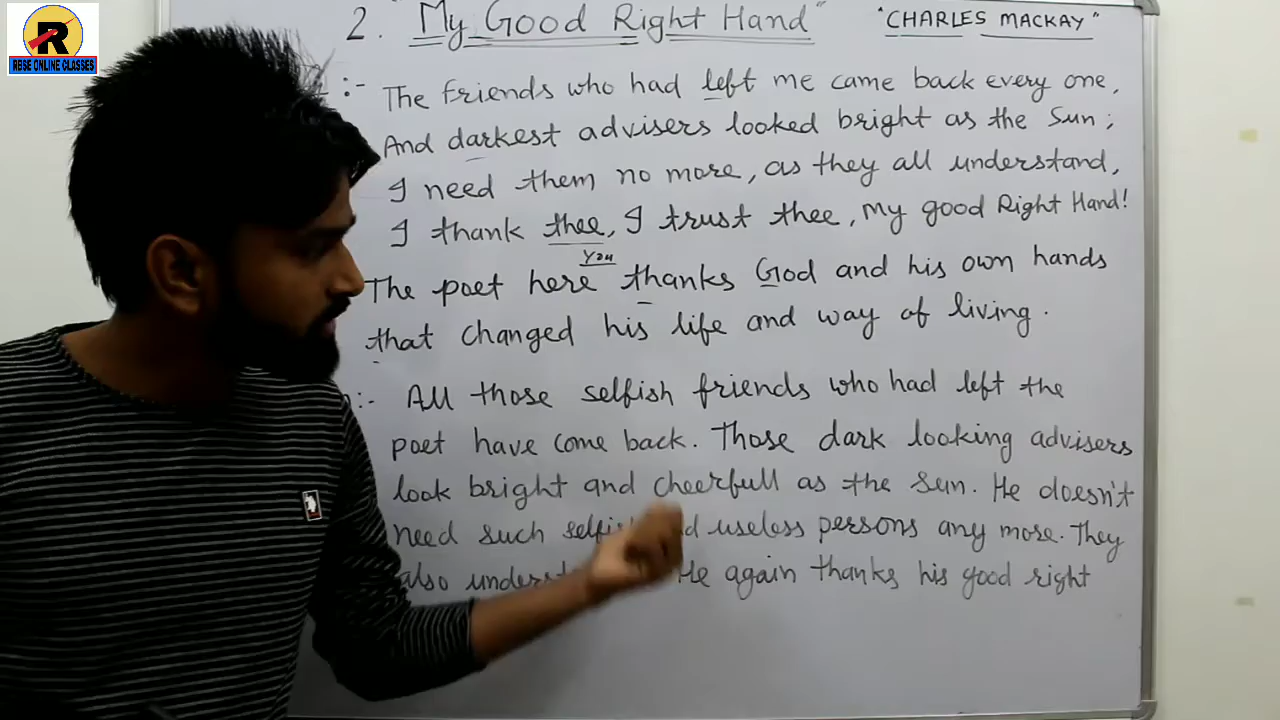 R
RBSE ONLINE CLASSES
2. "My Good Right Hand" "CHARLES MACKAY"
:- The friends who had left me came back every one,
And darkest advisers looked bright as the Sun;
I need them no more, as they all understand,
I thank thee, I trust thee, My good Right Hand!
You
The poet here thanks God and his own hands
that changed his life and way of living.
:- All those selfish friends who had left the
poet have come back. Those dark looking advisers
look bright and cheerfull as the Sun. He doesn't
need such useless persons any more. They
also He again thanks his good right